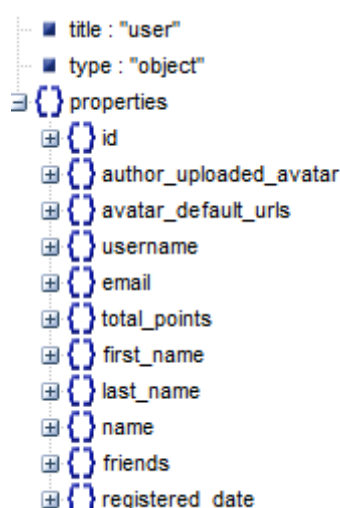 title : "user"
type : "object"
properties
id
author_uploaded_avatar
avatar_default_urls
username
email
total_points
first_name
last_name
name
friends
registered_date